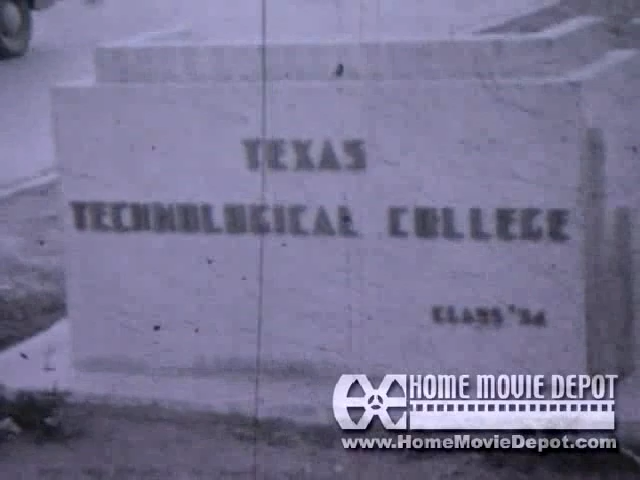 TEXAS
TECHNOLOGICAL COLLEGE
CLASS '34
HOME MOVIE DEPOT
www.HomeMovieDepot.com